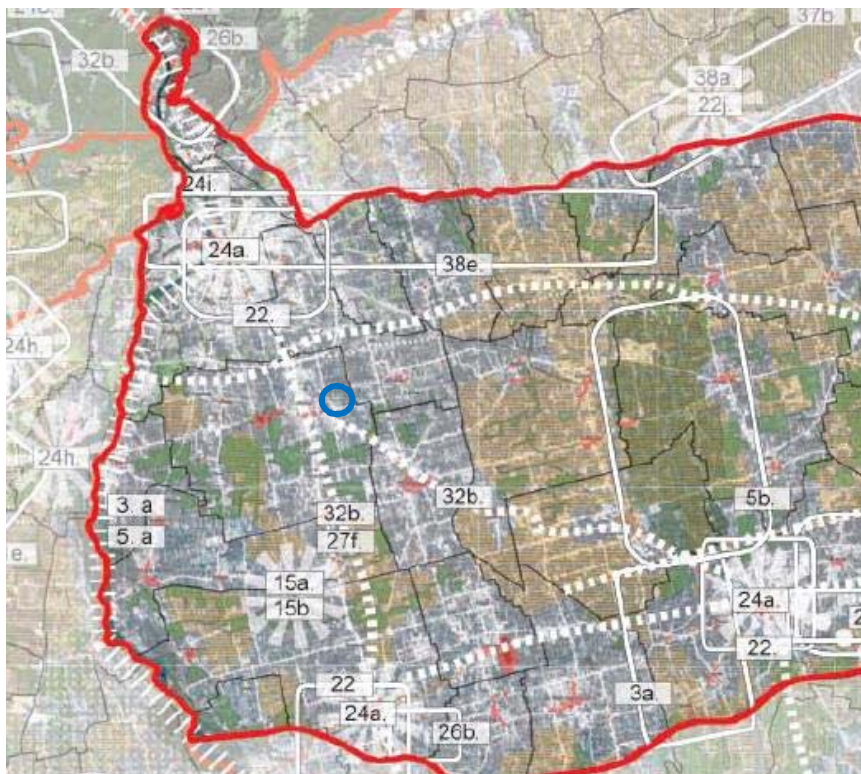 26b.
37b
32b.
38a
22j.
24i.
24a.
38e.
22.
24h.
24h.
3. a
5. a
32b.
27f.
32b.
5b.
15a
15b
24a.
22.
22
24a.
26b.
3a.
e.